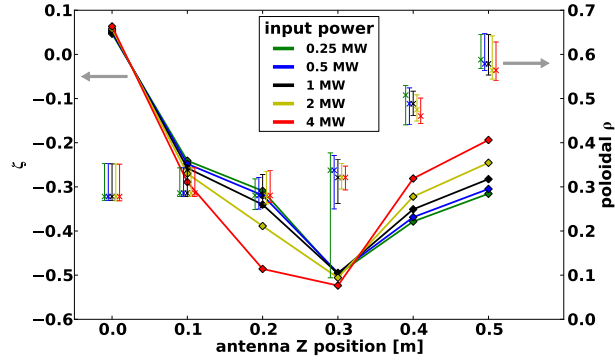 input power
0.25 MW
0.5 MW
1 MW
2 MW
4 MW
0.1
0.0
−0.1
−0.2
−0.3
−0.4
−0.5
−0.6
ζ
0.7
0.6
0.5
0.4
0.3
0.2
0.1
0.0
poloidal ρ
0.0 0.1 0.2 0.3 0.4 0.5
antenna Z position [m]